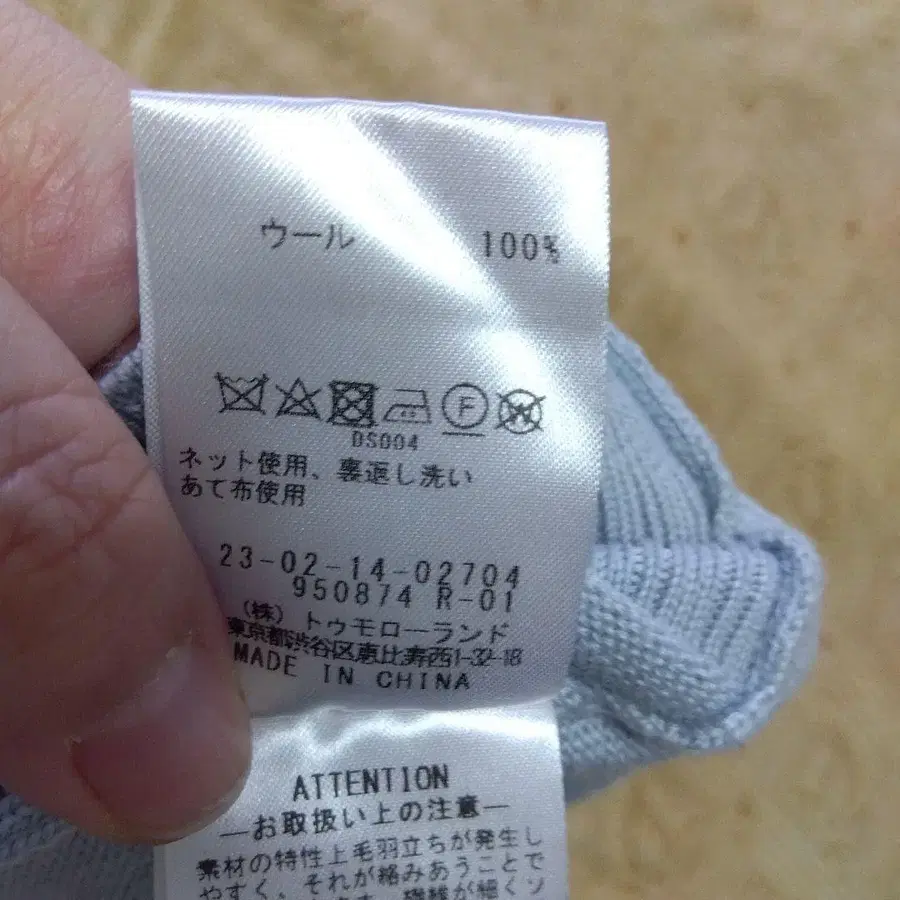 ウール 100%
F
DS004
ネット使用、裏返し洗い
あて布使用
23-02-14-02704
950874 R-01
(株) トゥモローランド
東京都渋谷区恵比寿西1-32-18
MADE IN CHINA
ATTENTION
—お取扱い上の注意—
素材の特性上毛羽立ちが発生し
やすく、それが絡みあうことで